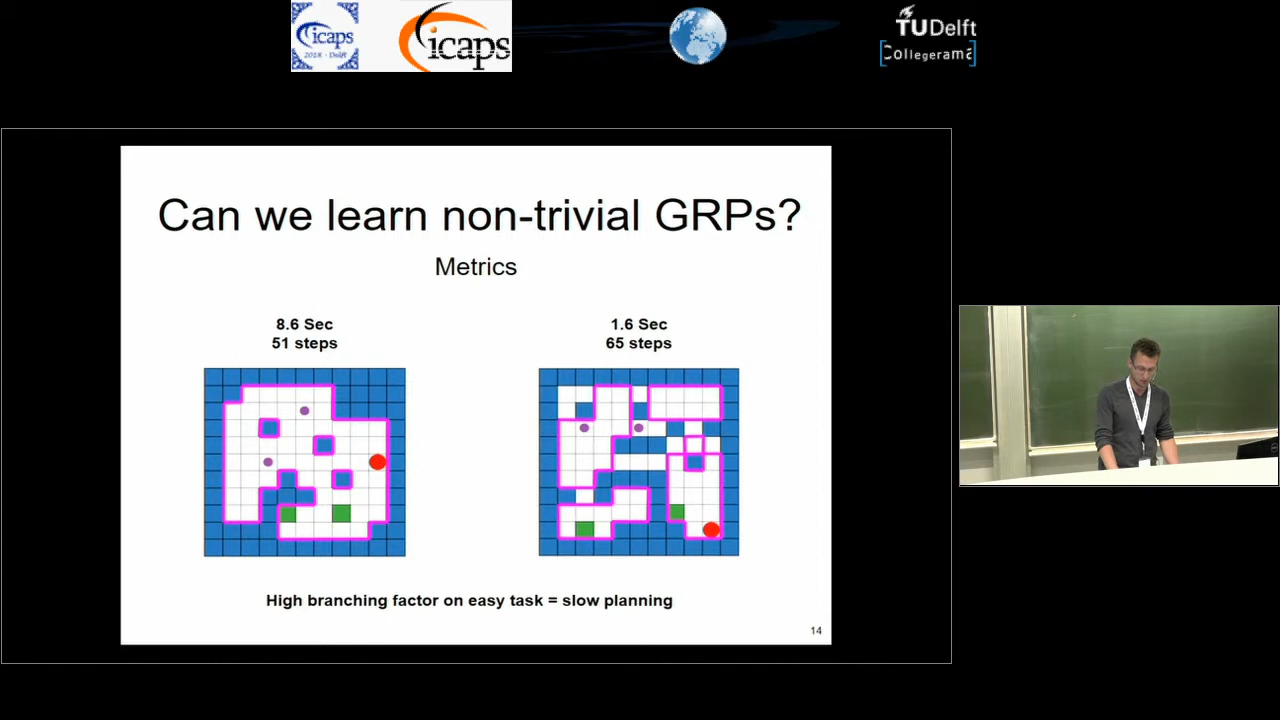 icaps
2018 - Delft
icaps
TUDelft
Collegerama
Can we learn non-trivial GRPs?
Metrics
8.6 Sec
51 steps
1.6 Sec
65 steps
High branching factor on easy task = slow planning
14